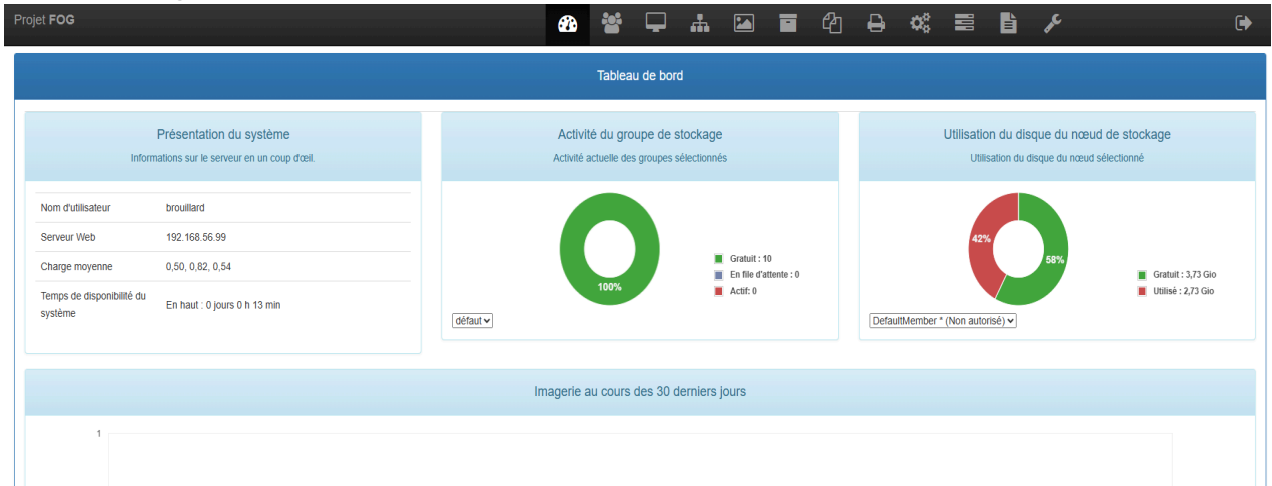 Projet FOG
Tableau de bord
Présentation du système
Informations sur le serveur en un coup d'œil.
Nom d'utilisateur brouillard
Serveur Web 192.168.56.99
Charge moyenne 0,50, 0,82, 0,54
Temps de disponibilité du
système
En haut : 0 jours 0 h 13 min
Activité du groupe de stockage
Activité actuelle des groupes sélectionnés
100%
Gratuit : 10
En file d'attente : 0
Actif: 0
défaut
Utilisation du disque du nœud de stockage
Utilisation du disque du nœud sélectionné
42%
58%
Gratuit : 3,73 Gio
Utilisé : 2,73 Gio
DefaultMember * (Non autorisé)
Imagerie au cours des 30 derniers jours
1